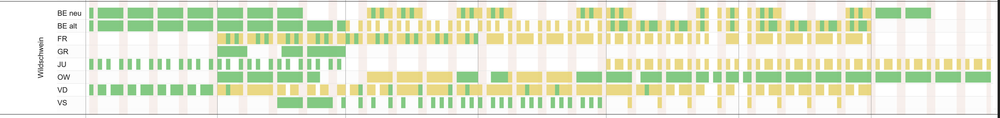 Wildschwein
BE neu
BE alt
FR
GR
JU
OW
VD
VS